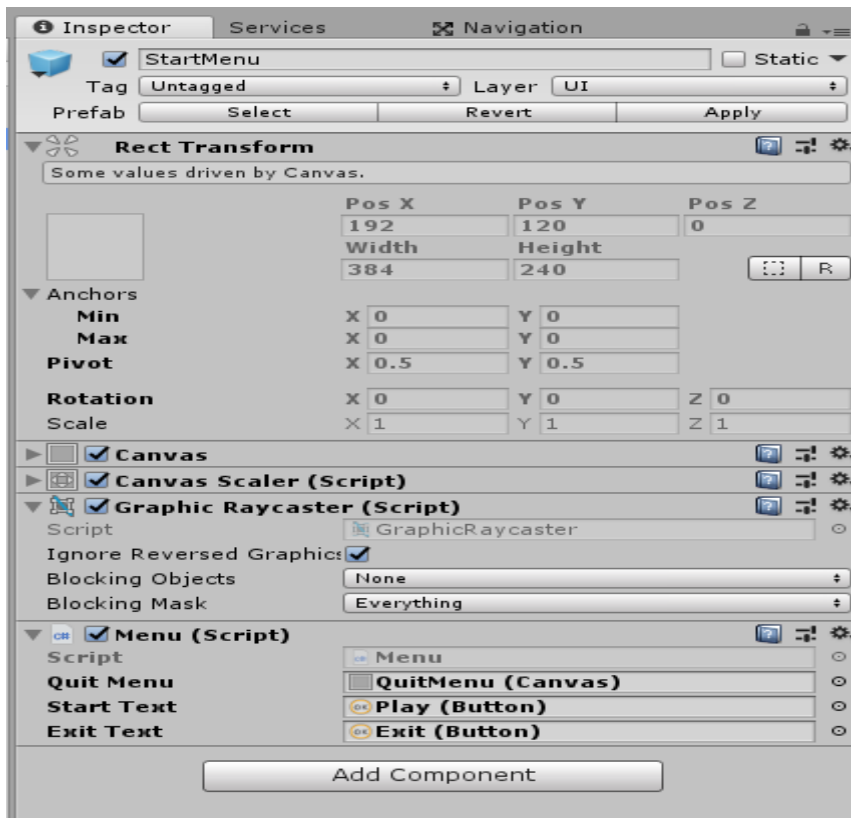 Inspector Services Navigation
StartMenu Static
Tag Untagged Layer UI
Prefab Select Revert Apply
Rect Transform
Some values driven by Canvas.
Pos X Pos Y Pos Z
192 120 0
Width Height
384 240 R
Anchors
Min X 0 Y 0
Max X 0 Y 0
Pivot X 0.5 Y 0.5
Rotation X 0 Y 0 Z 0
Scale X 1 Y 1 Z 1
Canvas
Canvas Scaler (Script)
Graphic Raycaster (Script)
Script GraphicRaycaster
Ignore Reversed Graphics
Blocking Objects None
Blocking Mask Everything
C# Menu (Script)
Script Menu
Quit Menu QuitMenu (Canvas)
Start Text OK Play (Button)
Exit Text OK Exit (Button)
Add Component